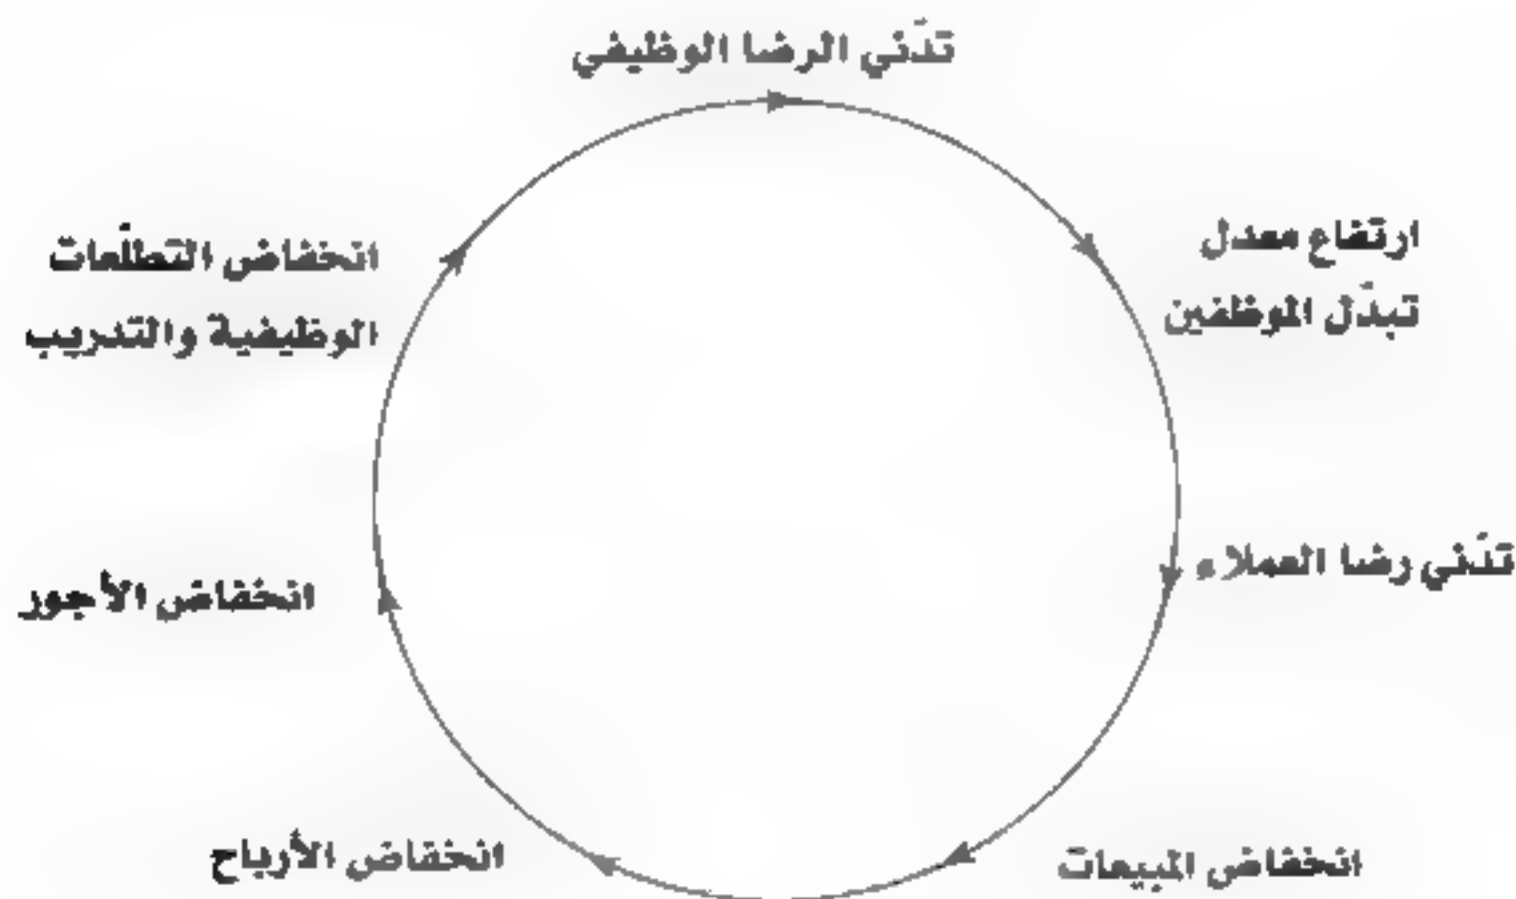 تدّني الرضا الوظيفي
ارتفاع معدل
تبدّل الموظفين
تدّني رضا العملاء
انخفاض المبيعات
انخفاض الأرباح
انخفاض الأجور
انخفاض التطلّعات
الوظيفية والتدريب